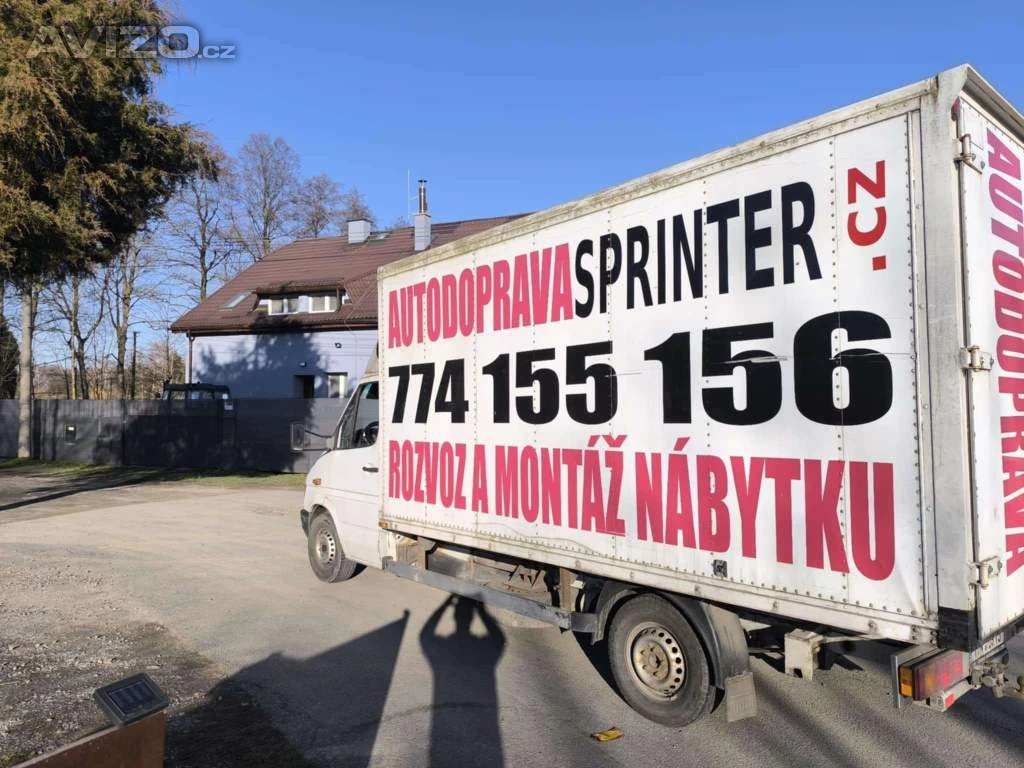 AVIZO.cz
AUTODOPRAVASPRINTER.CZ
774 155 156
ROZVOZ A MONTÁŽ NÁBYTKU
AUTODOPRAVA